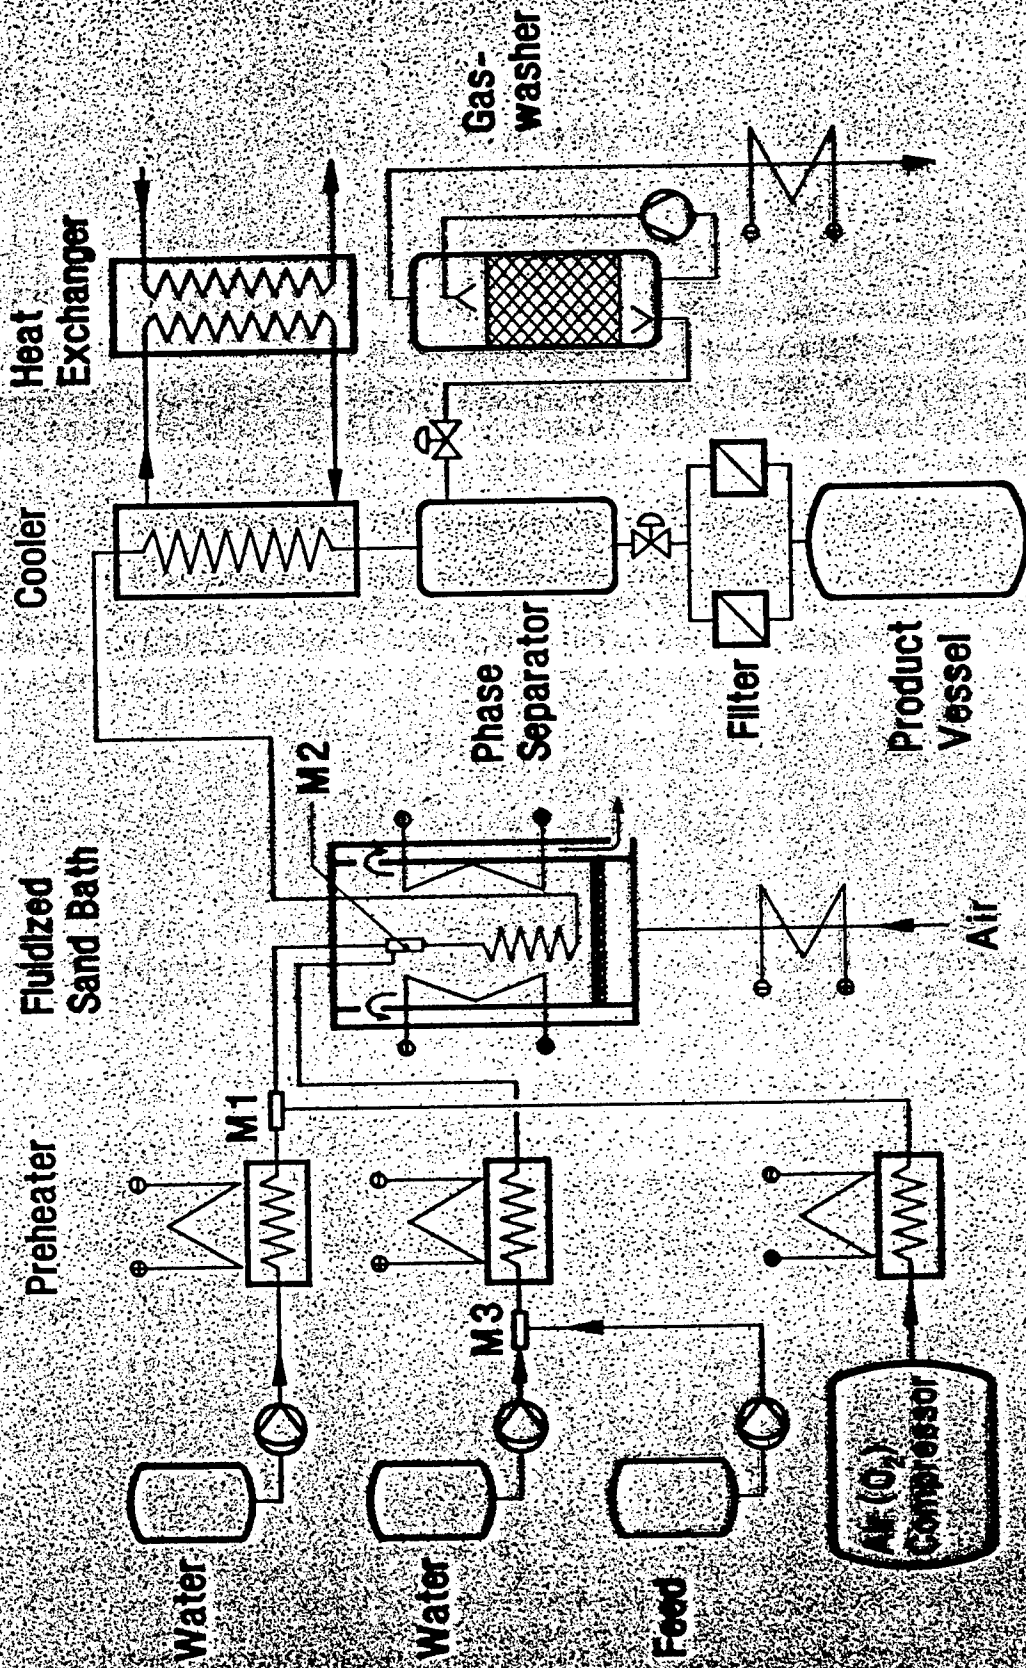 Preheater
Fluidized
Sand Bath
Cooler
Heat
Exchanger
Water
M1
M2
Gas-
washer
Water
M3
Phase
Separator
Feed
Filter
Air (O2)
Compressor
Air
Product
Vessel